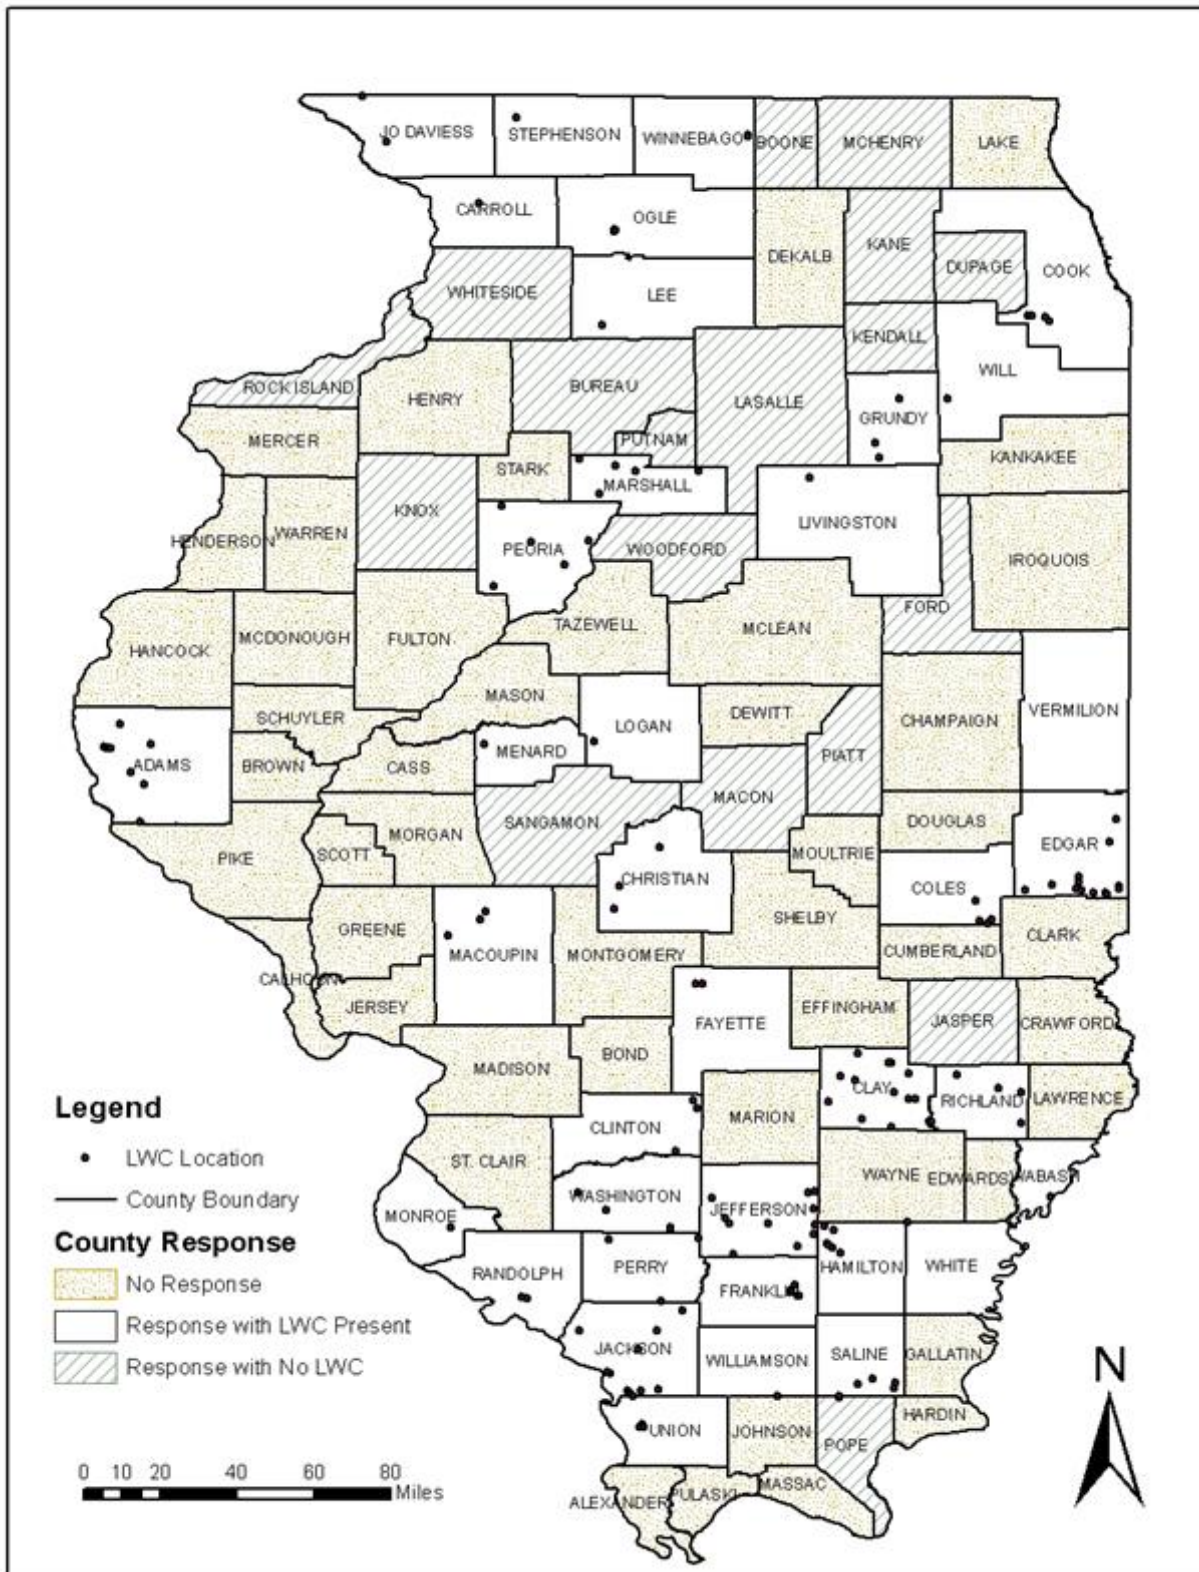 JO DAVIESS
STEPHENSON
WINNEBAGO
BOONE
MCHENRY
LAKE
CARROLL
OGLE
DEKALB
KANE
COOK
DUPAGE
WHITESIDE
LEE
KENDALL
WILL
ROCK ISLAND
HENRY
BUREAU
LASALLE
GRUNDY
MERCER
PUTNAM
KANKAKEE
STARK
MARSHALL
KNOX
HENDERSON
WARREN
PEORIA
WOODFORD
LIVINGSTON
IROQUOIS
FORD
HANCOCK
MCDONOUGH
FULTON
TAZEWELL
MCLEAN
MASON
SCHUYLER
LOGAN
DEWITT
CHAMPAIGN
VERMILION
ADAMS
BROWN
CASS
MENARD
PIATT
MACON
SANGAMON
PIKE
SCOTT
MORGAN
MOULTRIE
DOUGLAS
EDGAR
CHRISTIAN
COLES
SHELBY
GREENE
MACOUPIN
MONTGOMERY
CUMBERLAND
CLARK
CALHOUN
JERSEY
FAYETTE
EFFINGHAM
JASPER
CRAWFORD
MADISON
BOND
CLAY
RICHLAND
LAWRENCE
MARION
CLINTON
ST. CLAIR
WAYNE
EDWARDS
WABASH
WASHINGTON
JEFFERSON
MONROE
RANDOLPH
PERRY
HAMILTON
WHITE
FRANKLIN
JACKSON
WILLIAMSON
SALINE
GALLATIN
UNION
JOHNSON
POPE
HARDIN
ALEXANDER
PULASKI
MASSAC
Legend
LWC Location
County Boundary
County Response
No Response
Response with LWC Present
Response with No LWC
0 10 20 40 60 80
Miles
N